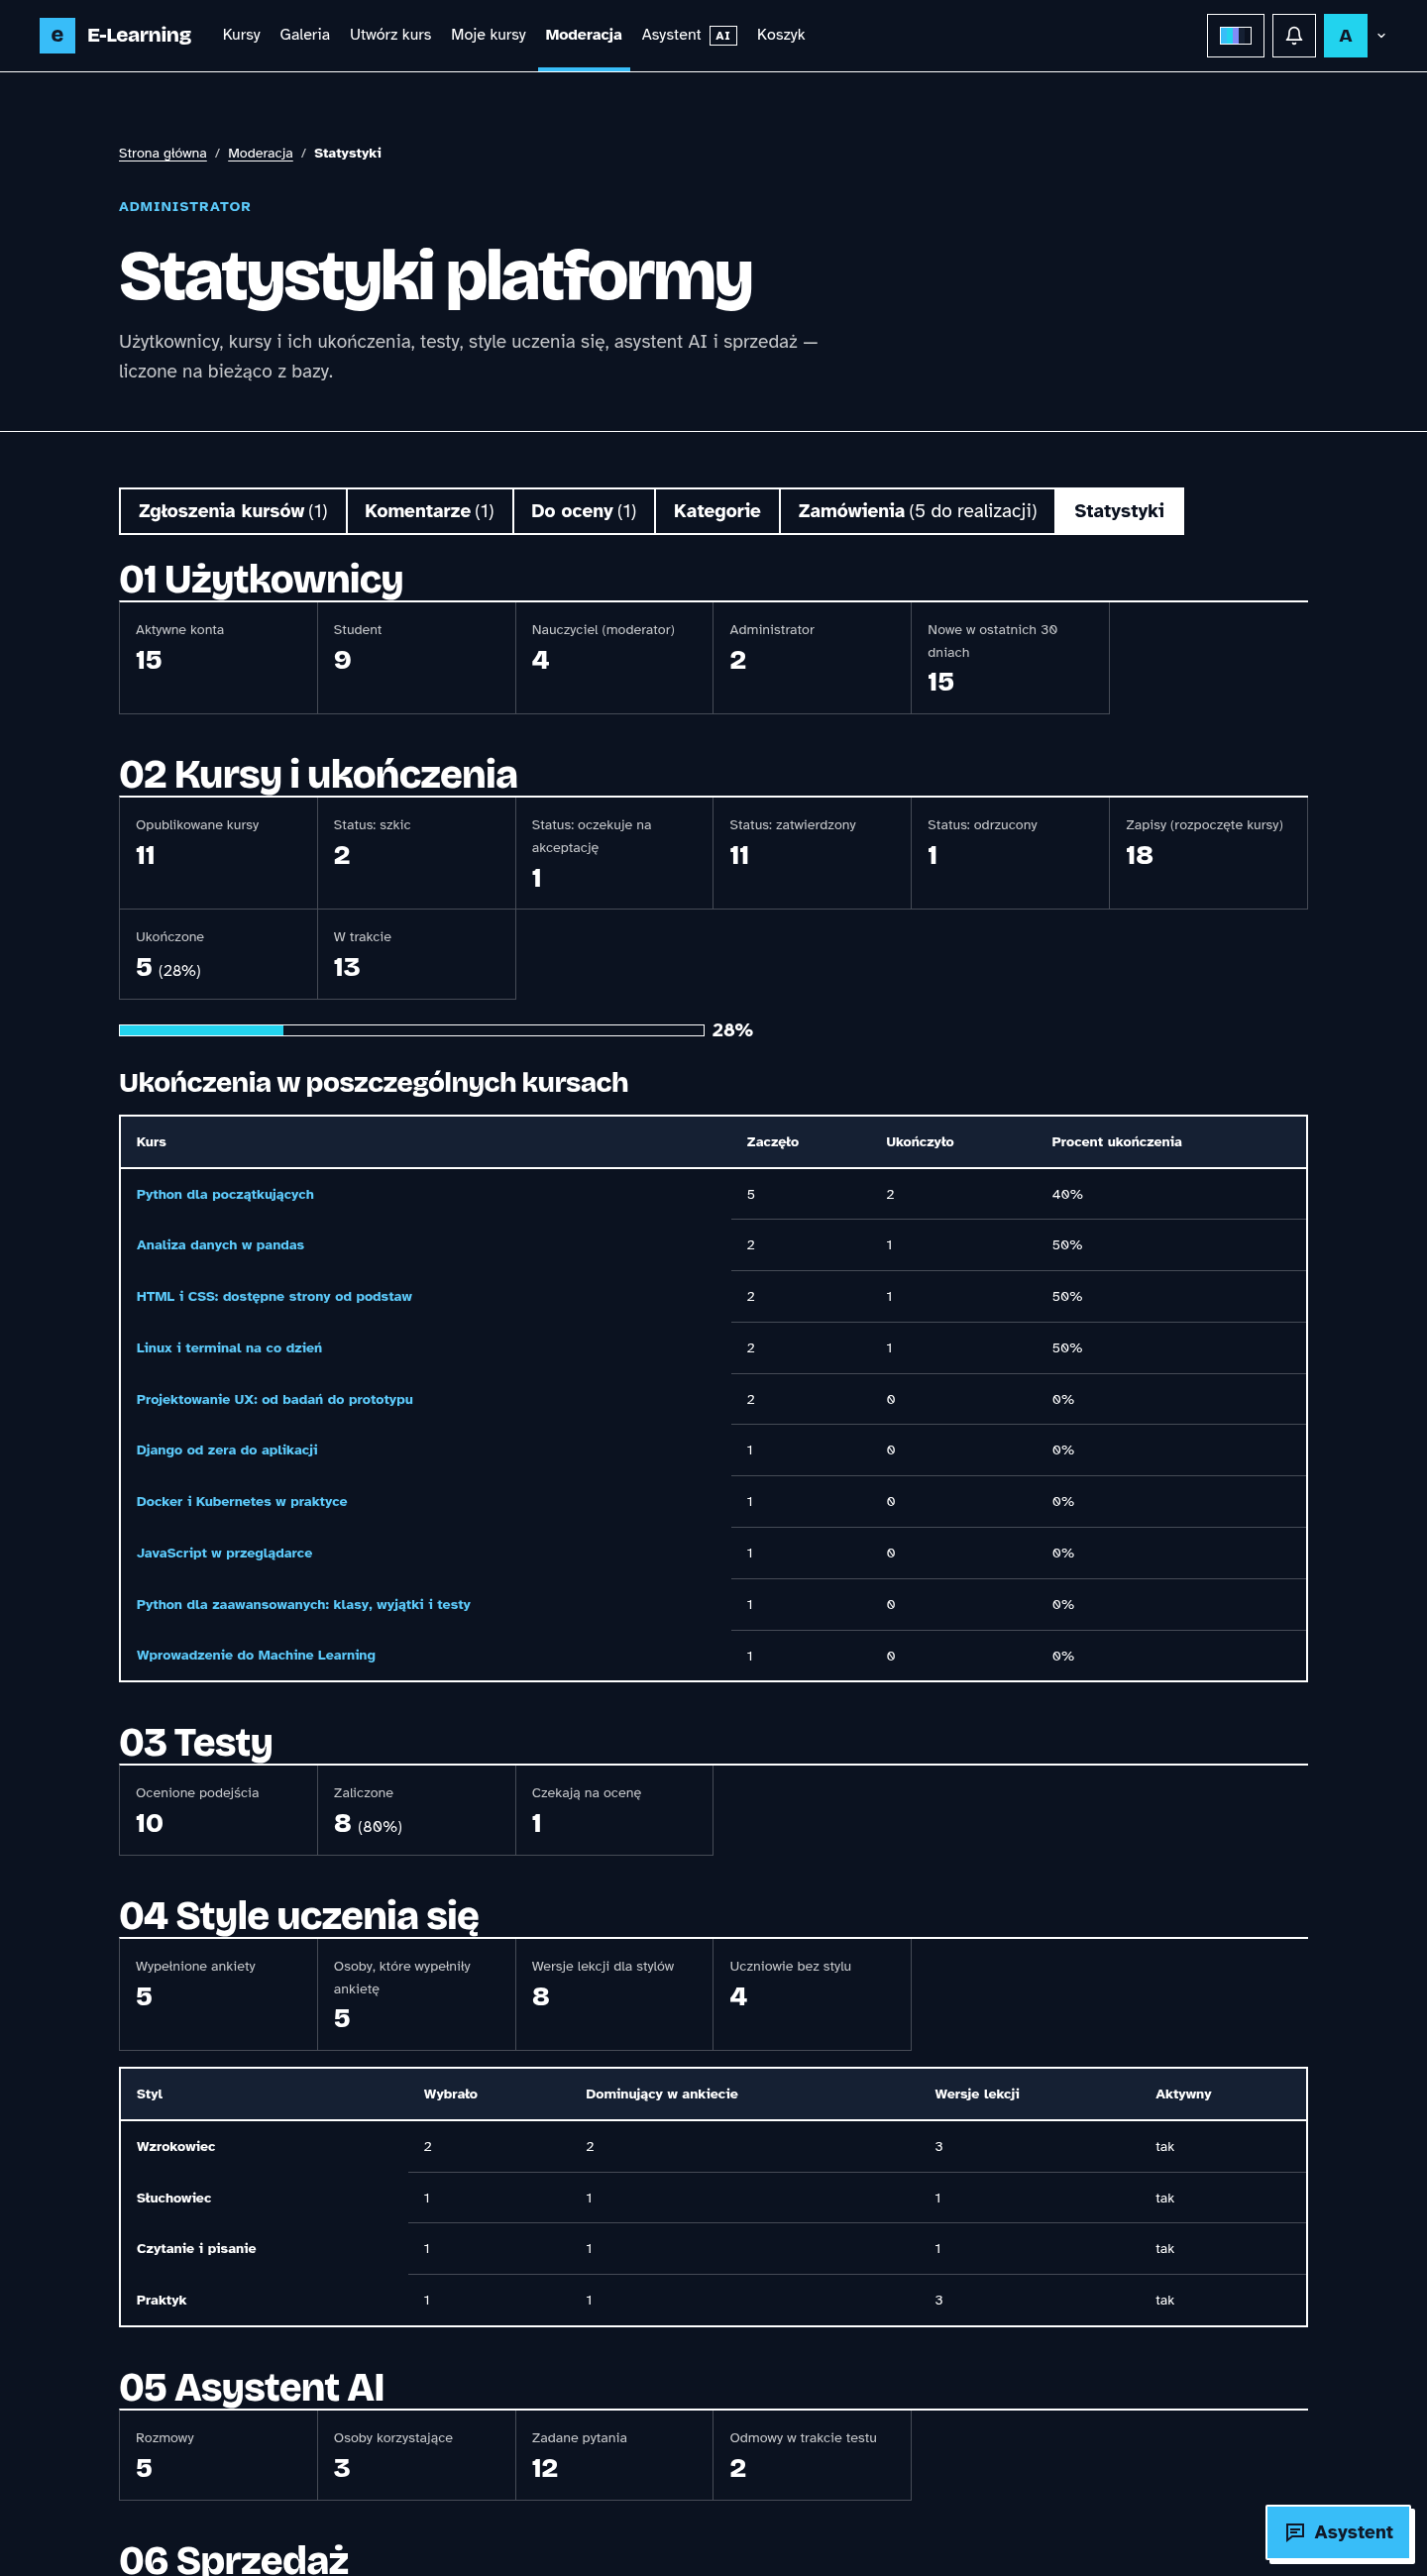 e E-Learning Kursy Galeria Utwórz kurs Moje kursy Moderacja Asystent AI Koszyk A
Strona główna / Moderacja / Statystyki
ADMINISTRATOR
Statystyki platformy
Użytkownicy, kursy i ich ukończenia, testy, style uczenia się, asystent AI i sprzedaż —
liczone na bieżąco z bazy.
Zgłoszenia kursów (1) Komentarze (1) Do oceny (1) Kategorie Zamówienia (5 do realizacji) Statystyki
01 Użytkownicy
Aktywne konta
15
Student
9
Nauczyciel (moderator)
4
Administrator
2
Nowe w ostatnich 30
dniach
15
02 Kursy i ukończenia
Opublikowane kursy
11
Status: szkic
2
Status: oczekuje na
akceptację
1
Status: zatwierdzony
11
Status: odrzucony
1
Zapisy (rozpoczęte kursy)
18
Ukończone
5 (28%)
W trakcie
13
28%
Ukończenia w poszczególnych kursach
Kurs Zaczęło Ukończyło Procent ukończenia
Python dla początkujących 5 2 40%
Analiza danych w pandas 2 1 50%
HTML i CSS: dostępne strony od podstaw 2 1 50%
Linux i terminal na co dzień 2 1 50%
Projektowanie UX: od badań do prototypu 2 0 0%
Django od zera do aplikacji 1 0 0%
Docker i Kubernetes w praktyce 1 0 0%
JavaScript w przeglądarce 1 0 0%
Python dla zaawansowanych: klasy, wyjątki i testy 1 0 0%
Wprowadzenie do Machine Learning 1 0 0%
03 Testy
Ocenione podejścia
10
Zaliczone
8 (80%)
Czekają na ocenę
1
04 Style uczenia się
Wypełnione ankiety
5
Osoby, które wypełniły
ankietę
5
Wersje lekcji dla stylów
8
Uczniowie bez stylu
4
Styl Wybrało Dominujący w ankiecie Wersje lekcji Aktywny
Wzrokowiec 2 2 3 tak
Słuchowiec 1 1 1 tak
Czytanie i pisanie 1 1 1 tak
Praktyk 1 1 3 tak
05 Asystent AI
Rozmowy
5
Osoby korzystające
3
Zadane pytania
12
Odmowy w trakcie testu
2
Asystent
06 Sprzedaż